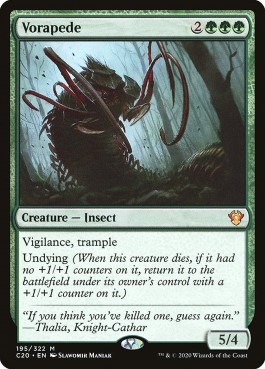 Vorapede 2
Creature — Insect
Vigilance, trample
Undying (When this creature dies, if it had
no +1/+1 counters on it, return it to the
battlefield under its owner's control with a
+1/+1 counter on it.)
"If you think you've killed one, guess again."
—Thalia, Knight-Cathar
5/4
195/322 M
C20 • EN Slawomir Maniak ™ & © 2020 Wizards of the Coast